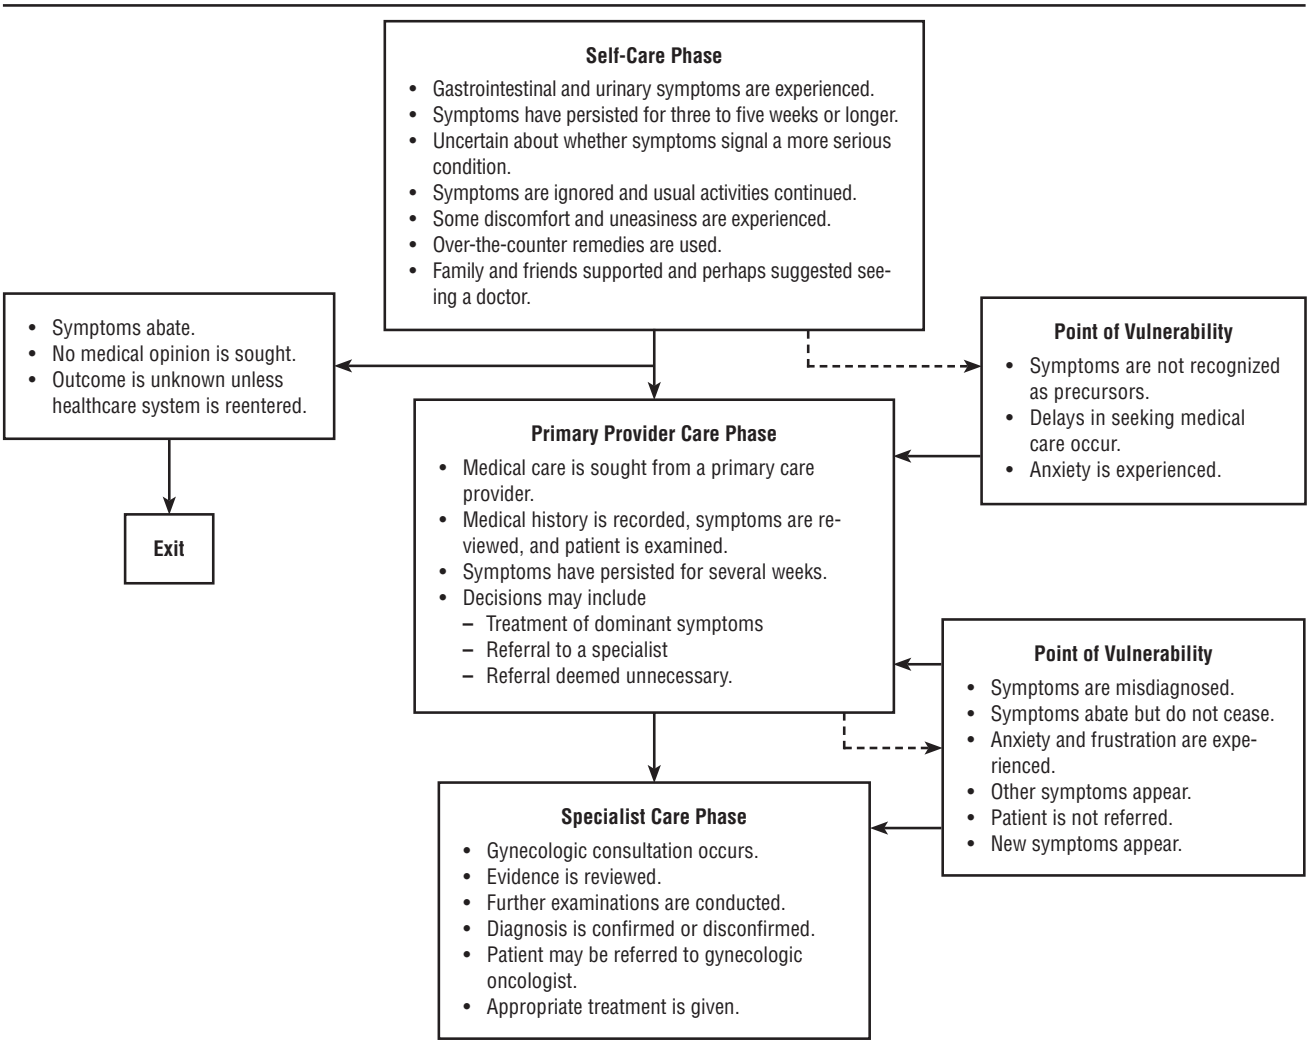 Self-Care Phase
• Gastrointestinal and urinary symptoms are experienced.
• Symptoms have persisted for three to five weeks or longer.
• Uncertain about whether symptoms signal a more serious
condition.
• Symptoms are ignored and usual activities continued.
• Some discomfort and uneasiness are experienced.
• Over-the-counter remedies are used.
• Family and friends supported and perhaps suggested see-
ing a doctor.
• Symptoms abate.
• No medical opinion is sought.
• Outcome is unknown unless
healthcare system is reentered.
Exit
Point of Vulnerability
• Symptoms are not recognized
as precursors.
• Delays in seeking medical
care occur.
• Anxiety is experienced.
Primary Provider Care Phase
• Medical care is sought from a primary care
provider.
• Medical history is recorded, symptoms are re-
viewed, and patient is examined.
• Symptoms have persisted for several weeks.
• Decisions may include
– Treatment of dominant symptoms
– Referral to a specialist
– Referral deemed unnecessary.
Point of Vulnerability
• Symptoms are misdiagnosed.
• Symptoms abate but do not cease.
• Anxiety and frustration are expe-
rienced.
• Other symptoms appear.
• Patient is not referred.
• New symptoms appear.
Specialist Care Phase
• Gynecologic consultation occurs.
• Evidence is reviewed.
• Further examinations are conducted.
• Diagnosis is confirmed or disconfirmed.
• Patient may be referred to gynecologic
oncologist.
• Appropriate treatment is given.